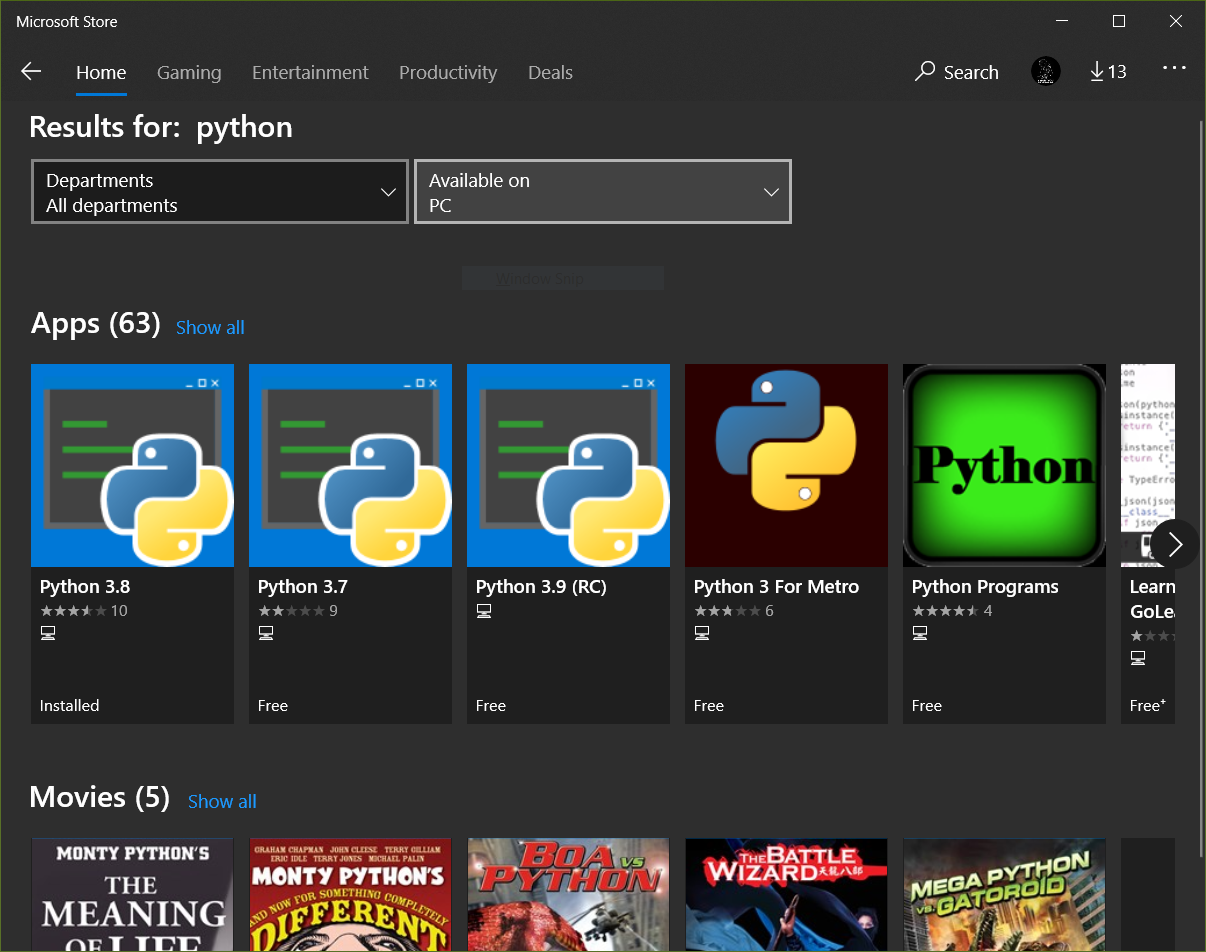 Microsoft Store
Home Gaming Entertainment Productivity Deals Search 13
Results for: python
Departments
All departments
Available on
PC
Window Snip
Apps (63) Show all
Python 3.8
10
Installed
Python 3.7
9
Free
Python 3.9 (RC)
Free
Python 3 For Metro
6
Free
Python
Python Programs
4
Free
Learn
Free+
Movies (5) Show all
MONTY PYTHON'S
THE
MEANING
OF LIFE
GRAHAM CHAPMAN JOHN CLEESE TERRY GILLIAM
ERIC IDLE TERRY JONES MICHAEL PALIN
MONTY PYTHON'S
AND NOW FOR SOMETHING COMPLETELY
DIFFERENT
BOA VS
PYTHON
THE BATTLE
WIZARD 天龍八部
MEGA PYTHON
VS. GATOROID